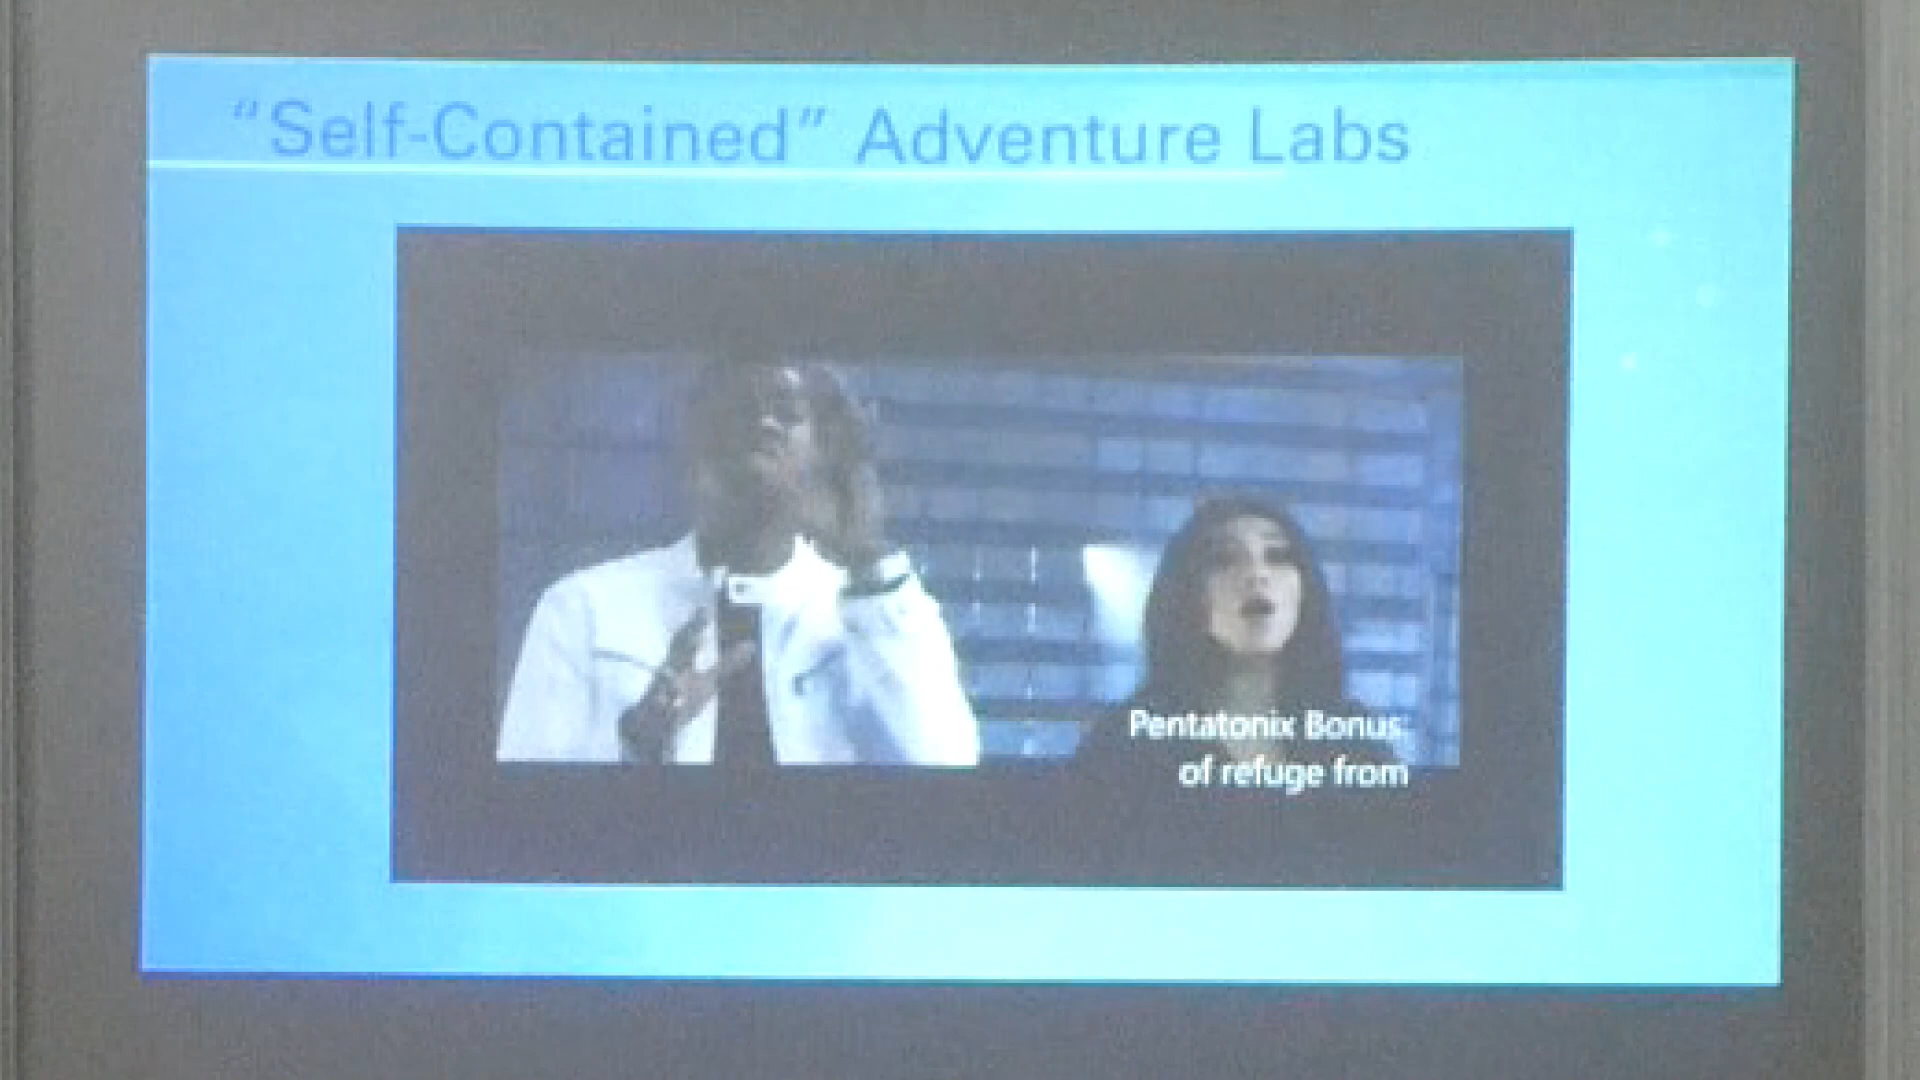 “Self-Contained” Adventure Labs
Pentatonix Bonus:
of refuge from